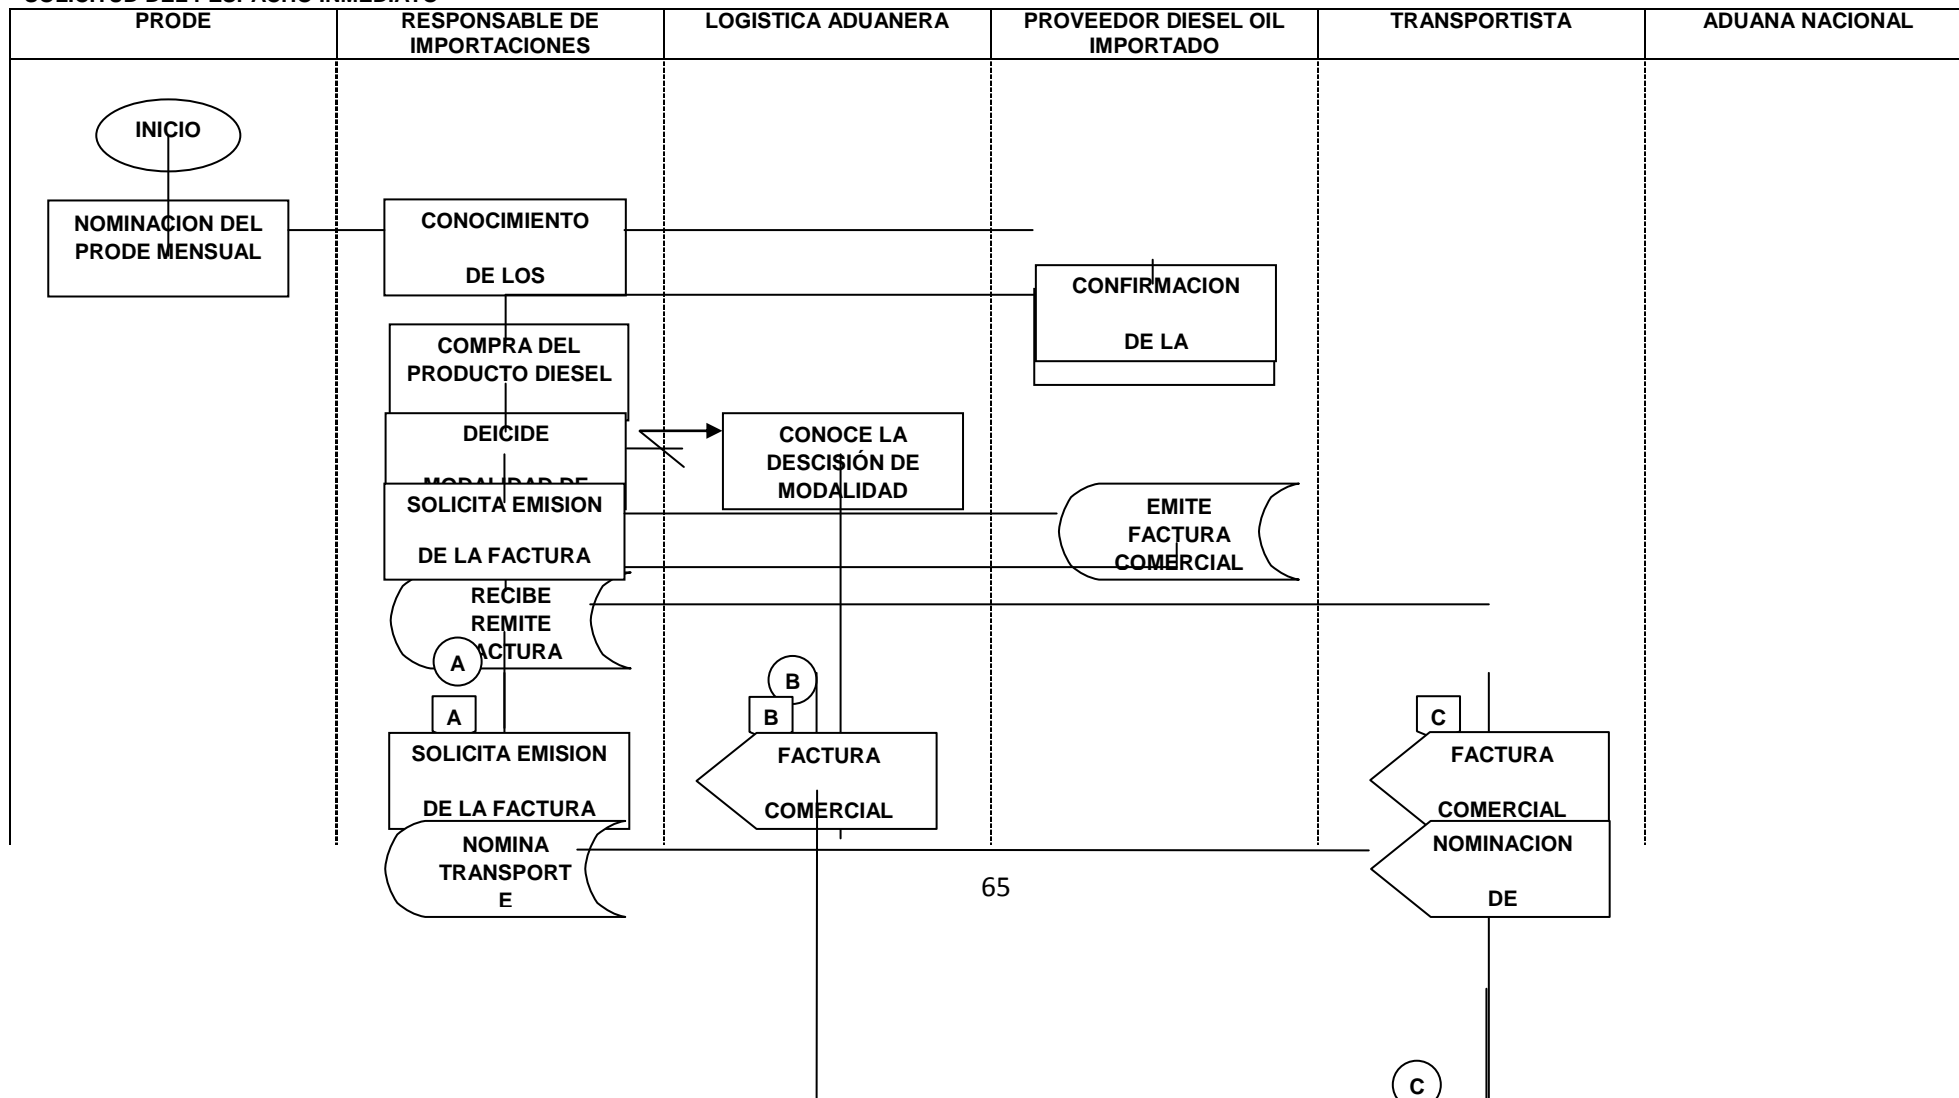 PRODE
RESPONSABLE DE
IMPORTACIONES
LOGISTICA ADUANERA
PROVEEDOR DIESEL OIL
IMPORTADO
TRANSPORTISTA
ADUANA NACIONAL
INICIO
NOMINACION DEL
PRODE MENSUAL
CONOCIMIENTO
DE LOS
CONFIRMACION
DE LA
COMPRA DEL
PRODUCTO DIESEL
DEICIDE
MODALIDAD DE
CONOCE LA
DESCISIÓN DE
MODALIDAD
SOLICITA EMISION
DE LA FACTURA
EMITE
FACTURA
COMERCIAL
RECIBE
REMITE
ACTURA
A
B
A
B
C
SOLICITA EMISION
DE LA FACTURA
FACTURA
COMERCIAL
FACTURA
COMERCIAL
NOMINA
TRANSPORT
E
NOMINACION
DE
65
C